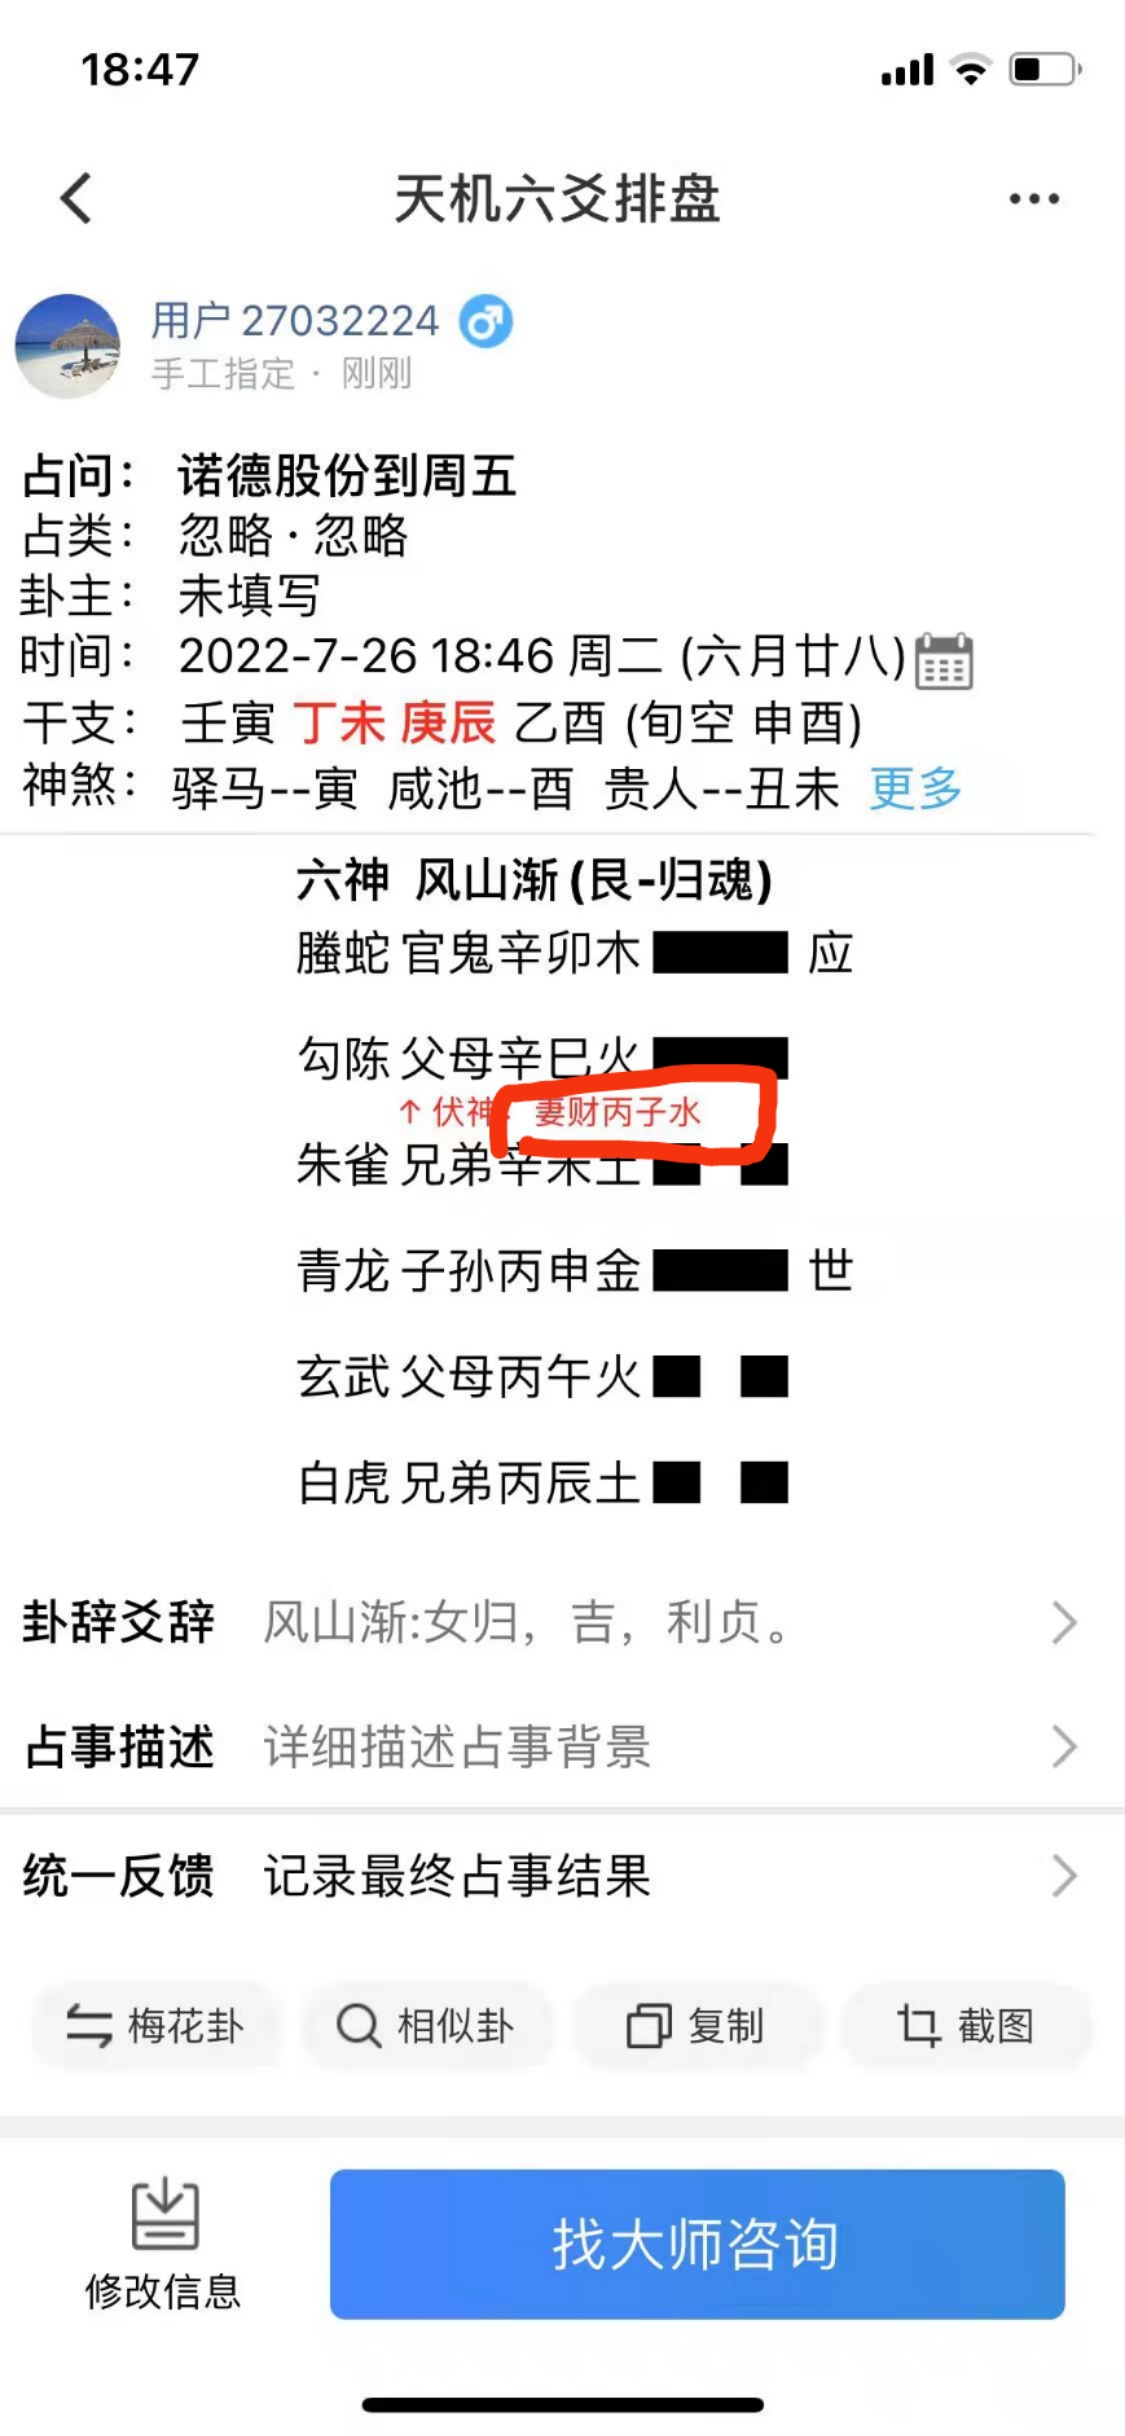 18:47
天机六爻排盘
用户27032224
手工指定 · 刚刚
占问： 诺德股份到周五
占类： 忽略·忽略
卦主： 未填写
时间： 2022-7-26 18:46 周二 (六月廿八)
干支： 壬寅 丁未 庚辰 乙酉 (旬空 申酉)
神煞： 驿马--寅 咸池--酉 贵人--丑未 更多
六神 风山渐(艮-归魂)
螣蛇 官鬼辛卯木 应
勾陈 父母辛巳火
↑ 伏神： 妻财丙子水
朱雀 兄弟辛未土
青龙 子孙丙申金 世
玄武 父母丙午火
白虎 兄弟丙辰土
卦辞爻辞 风山渐:女归，吉，利贞。
占事描述 详细描述占事背景
统一反馈 记录最终占事结果
梅花卦 相似卦 复制 截图
修改信息 找大师咨询